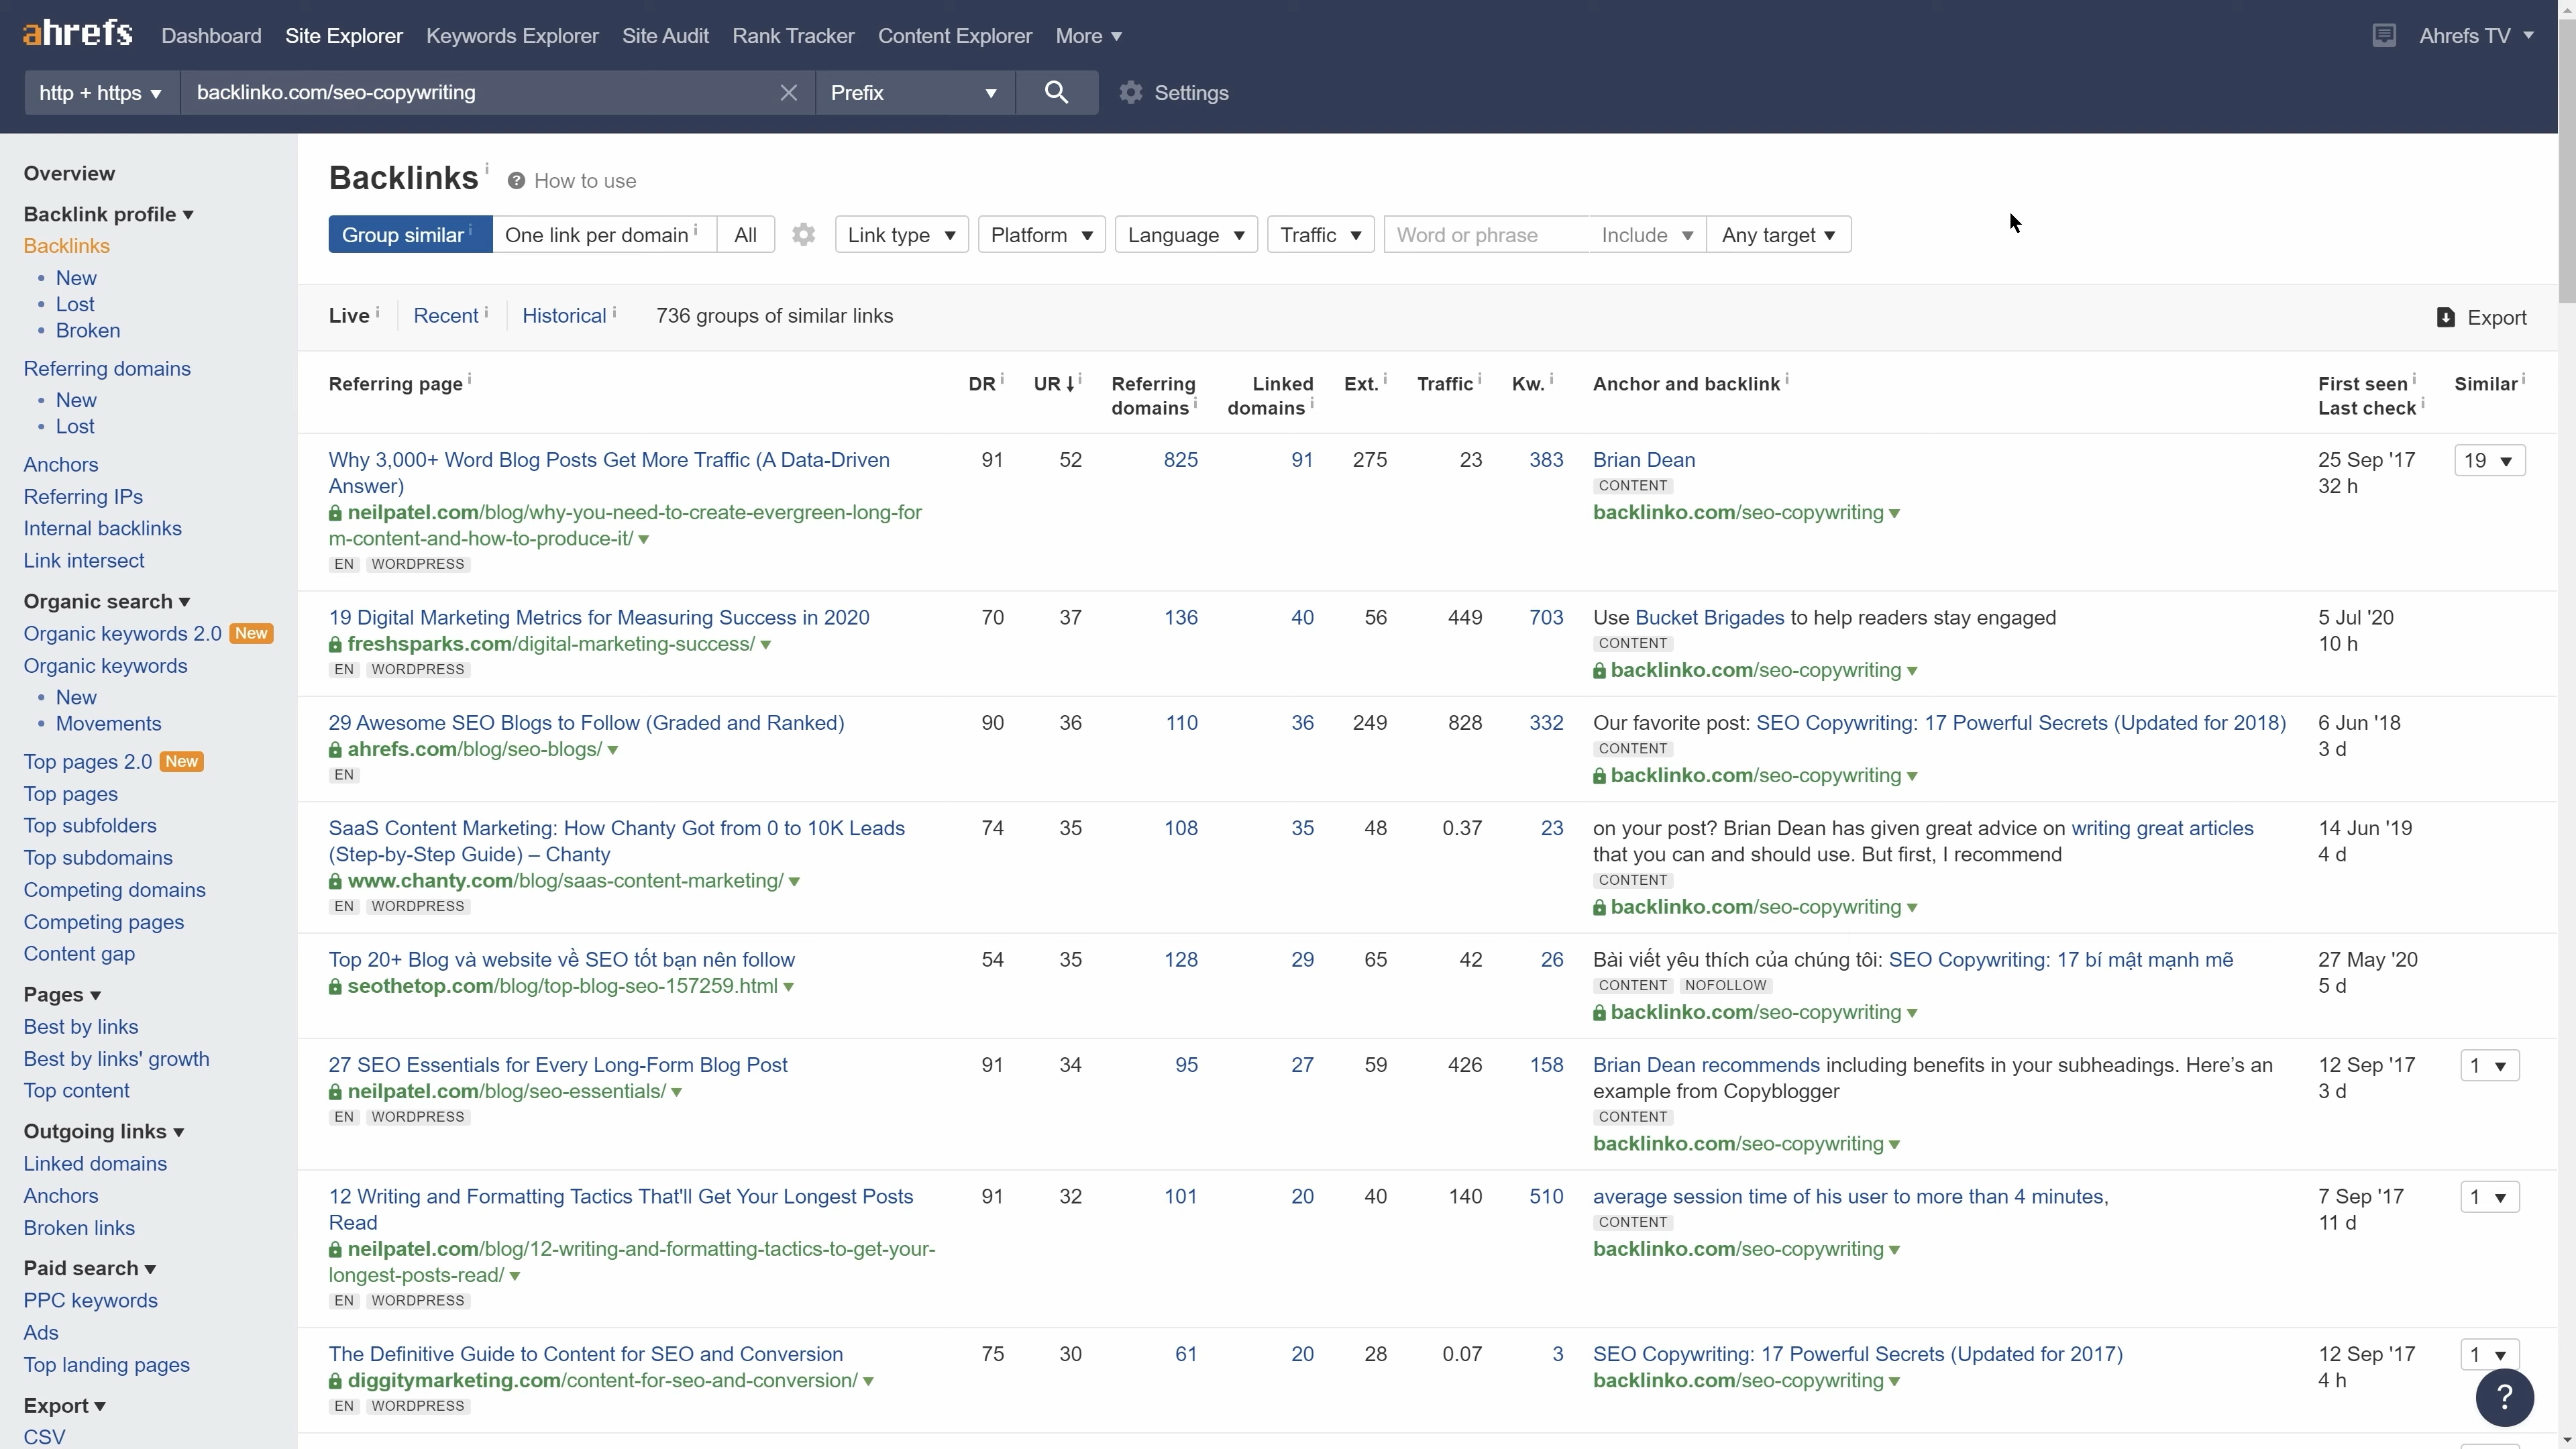 ahrefs Dashboard Site Explorer Keywords Explorer Site Audit Rank Tracker Content Explorer More Ahrefs TV
http + https backlinko.com/seo-copywriting Prefix Settings
Overview
Backlink profile
Backlinks
New
Lost
Broken
Referring domains
New
Lost
Anchors
Referring IPs
Internal backlinks
Link intersect
Organic search
Organic keywords 2.0 New
Organic keywords
New
Movements
Top pages 2.0 New
Top pages
Top subfolders
Top subdomains
Competing domains
Competing pages
Content gap
Pages
Best by links
Best by links' growth
Top content
Outgoing links
Linked domains
Anchors
Broken links
Paid search
PPC keywords
Ads
Top landing pages
Export
CSV
Backlinks i ? How to use
Group similar i One link per domain i All Link type Platform Language Traffic Word or phrase Include Any target
Live i Recent i Historical i 736 groups of similar links Export
Referring page i DR i UR i Referring Linked Ext. i Traffic i Kw. i Anchor and backlink i First seen i Similar i
domains i domains i Last check i
Why 3,000+ Word Blog Posts Get More Traffic (A Data-Driven 91 52 825 91 275 23 383 Brian Dean 25 Sep '17 19
Answer) CONTENT 32 h
neilpatel.com/blog/why-you-need-to-create-evergreen-long-for backlinko.com/seo-copywriting
m-content-and-how-to-produce-it/
EN WORDPRESS
19 Digital Marketing Metrics for Measuring Success in 2020 70 37 136 40 56 449 703 Use Bucket Brigades to help readers stay engaged 5 Jul '20
freshsparks.com/digital-marketing-success/ CONTENT 10 h
EN WORDPRESS backlinko.com/seo-copywriting
29 Awesome SEO Blogs to Follow (Graded and Ranked) 90 36 110 36 249 828 332 Our favorite post: SEO Copywriting: 17 Powerful Secrets (Updated for 2018) 6 Jun '18
ahrefs.com/blog/seo-blogs/ CONTENT 3 d
EN backlinko.com/seo-copywriting
SaaS Content Marketing: How Chanty Got from 0 to 10K Leads 74 35 108 35 48 0.37 23 on your post? Brian Dean has given great advice on writing great articles 14 Jun '19
(Step-by-Step Guide) – Chanty that you can and should use. But first, I recommend 4 d
www.chanty.com/blog/saas-content-marketing/ CONTENT
EN WORDPRESS backlinko.com/seo-copywriting
Top 20+ Blog và website về SEO tốt bạn nên follow 54 35 128 29 65 42 26 Bài viết yêu thích của chúng tôi: SEO Copywriting: 17 bí mật mạnh mẽ 27 May '20
seothetop.com/blog/top-blog-seo-157259.html CONTENT NOFOLLOW 5 d
backlinko.com/seo-copywriting
27 SEO Essentials for Every Long-Form Blog Post 91 34 95 27 59 426 158 Brian Dean recommends including benefits in your subheadings. Here’s an 12 Sep '17 1
neilpatel.com/blog/seo-essentials/ example from Copyblogger 3 d
EN WORDPRESS CONTENT
backlinko.com/seo-copywriting
12 Writing and Formatting Tactics That'll Get Your Longest Posts 91 32 101 20 40 140 510 average session time of his user to more than 4 minutes, 7 Sep '17 1
Read CONTENT 11 d
neilpatel.com/blog/12-writing-and-formatting-tactics-to-get-your- backlinko.com/seo-copywriting
longest-posts-read/
EN WORDPRESS
The Definitive Guide to Content for SEO and Conversion 75 30 61 20 28 0.07 3 SEO Copywriting: 17 Powerful Secrets (Updated for 2017) 12 Sep '17 1
diggitymarketing.com/content-for-seo-and-conversion/ backlinko.com/seo-copywriting 4 h
EN WORDPRESS ?